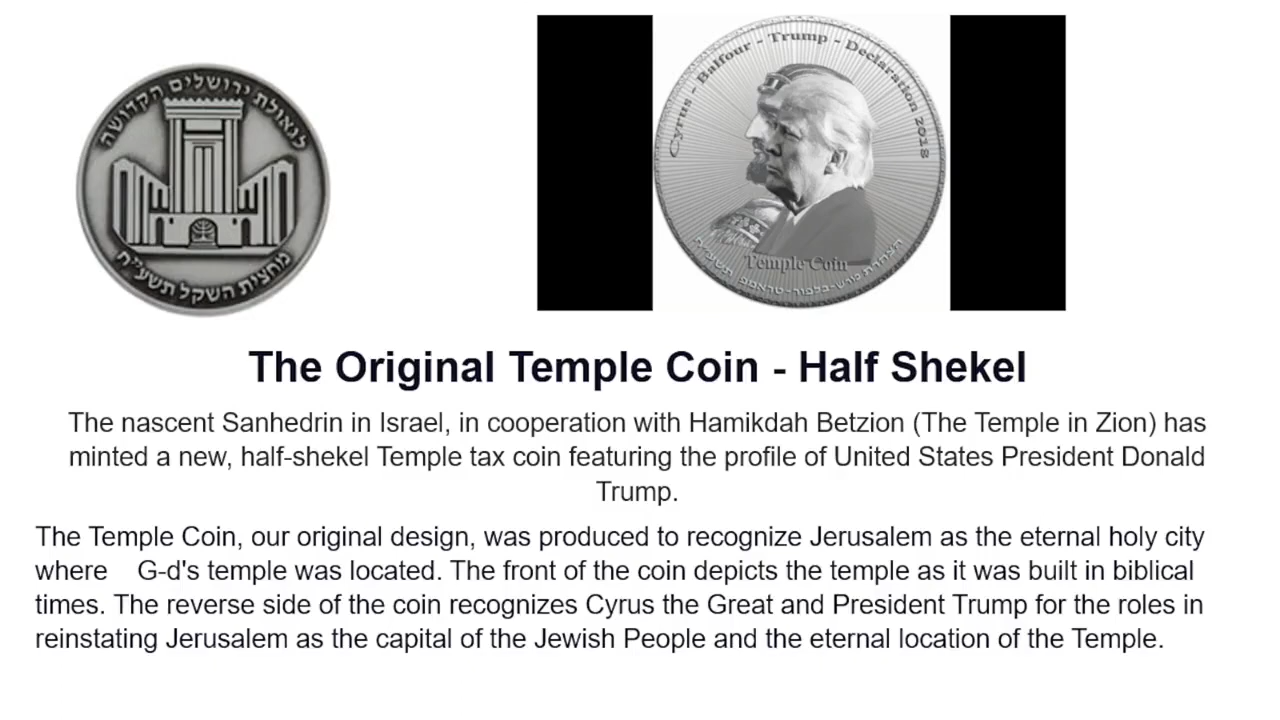 לגאולת ירושלים הקדושה
מחצית השקל תשע"ח
Cyrus - Balfour - Trump - Declaration 2018
Temple Coin
הצהרת כורש-בלפור-טראמפ תשע"ח
The Original Temple Coin - Half Shekel
The nascent Sanhedrin in Israel, in cooperation with Hamikdah Betzion (The Temple in Zion) has
minted a new, half-shekel Temple tax coin featuring the profile of United States President Donald
Trump.
The Temple Coin, our original design, was produced to recognize Jerusalem as the eternal holy city
where G-d's temple was located. The front of the coin depicts the temple as it was built in biblical
times. The reverse side of the coin recognizes Cyrus the Great and President Trump for the roles in
reinstating Jerusalem as the capital of the Jewish People and the eternal location of the Temple.